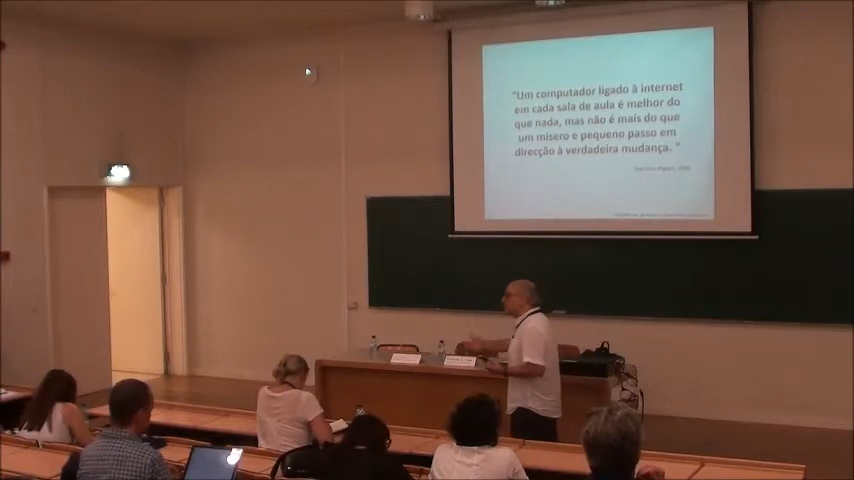 "Um computador ligado à internet
em cada sala de aula é melhor do
que nada, mas não é mais do que
um mísero e pequeno passo em
direcção à verdadeira mudança."